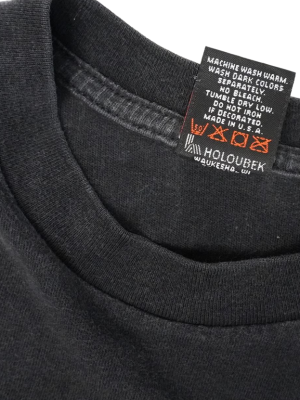 MACHINE WASH WARM.
WASH DARK COLORS
SEPARATELY.
NO BLEACH.
TUMBLE DRY LOW.
DO NOT IRON
IF DECORATED.
MADE IN U.S.A.
HOLOUBEK
WAUKESHA, WI